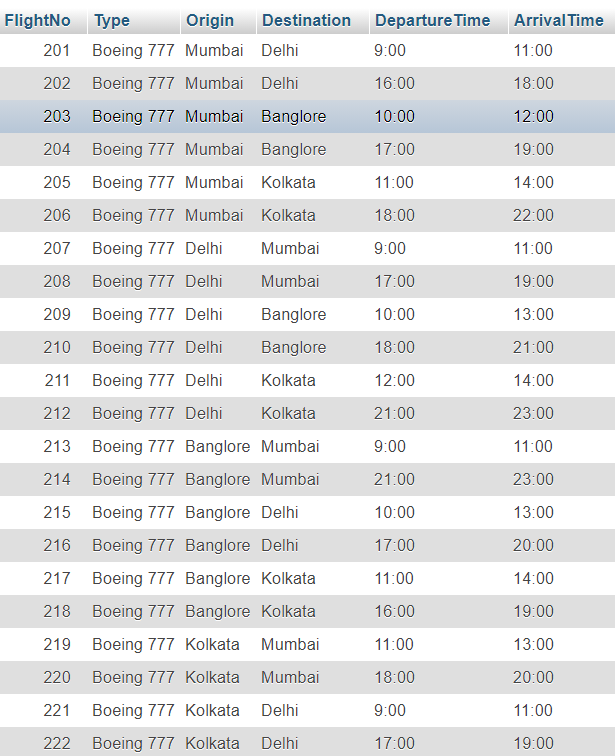 FlightNo Type Origin Destination DepartureTime ArrivalTime
201 Boeing 777 Mumbai Delhi 9:00 11:00
202 Boeing 777 Mumbai Delhi 16:00 18:00
203 Boeing 777 Mumbai Banglore 10:00 12:00
204 Boeing 777 Mumbai Banglore 17:00 19:00
205 Boeing 777 Mumbai Kolkata 11:00 14:00
206 Boeing 777 Mumbai Kolkata 18:00 22:00
207 Boeing 777 Delhi Mumbai 9:00 11:00
208 Boeing 777 Delhi Mumbai 17:00 19:00
209 Boeing 777 Delhi Banglore 10:00 13:00
210 Boeing 777 Delhi Banglore 18:00 21:00
211 Boeing 777 Delhi Kolkata 12:00 14:00
212 Boeing 777 Delhi Kolkata 21:00 23:00
213 Boeing 777 Banglore Mumbai 9:00 11:00
214 Boeing 777 Banglore Mumbai 21:00 23:00
215 Boeing 777 Banglore Delhi 10:00 13:00
216 Boeing 777 Banglore Delhi 17:00 20:00
217 Boeing 777 Banglore Kolkata 11:00 14:00
218 Boeing 777 Banglore Kolkata 16:00 19:00
219 Boeing 777 Kolkata Mumbai 11:00 13:00
220 Boeing 777 Kolkata Mumbai 18:00 20:00
221 Boeing 777 Kolkata Delhi 9:00 11:00
222 Boeing 777 Kolkata Delhi 17:00 19:00